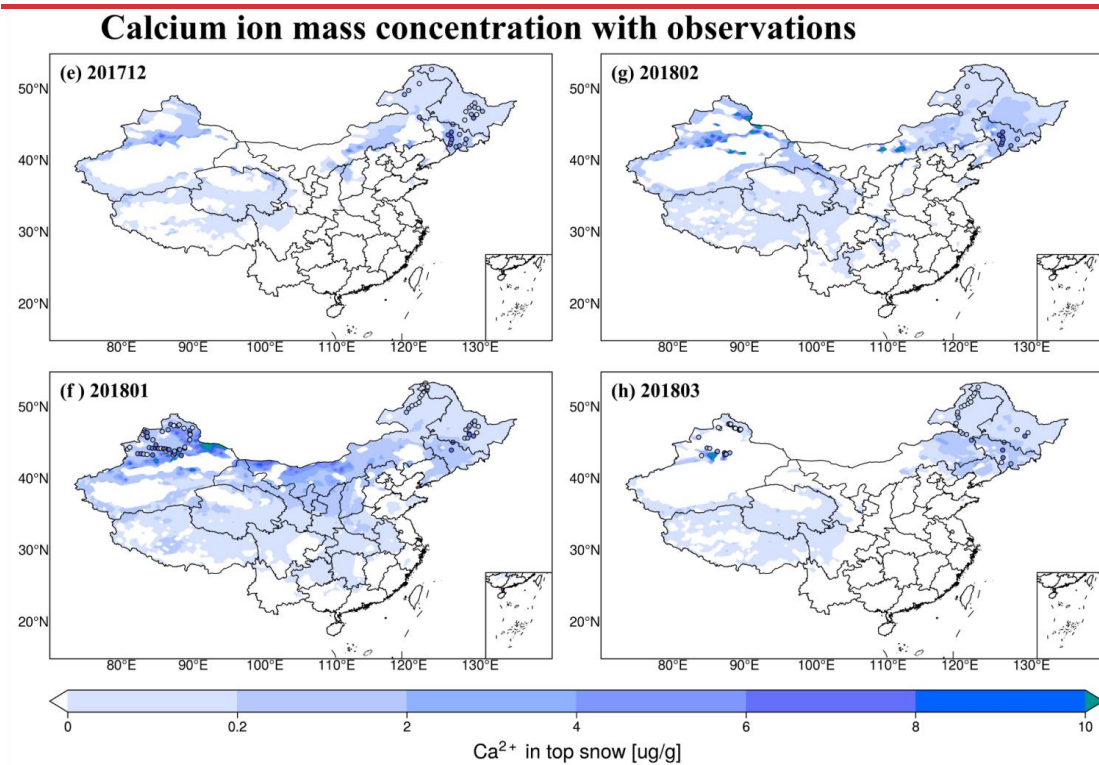 Calcium ion mass concentration with observations
(e) 201712
50°N
40°N
30°N
20°N
80°E 90°E 100°E 110°E 120°E 130°E
(g) 201802
50°N
40°N
30°N
20°N
80°E 90°E 100°E 110°E 120°E 130°E
(f ) 201801
50°N
40°N
30°N
20°N
80°E 90°E 100°E 110°E 120°E 130°E
(h) 201803
50°N
40°N
30°N
20°N
80°E 90°E 100°E 110°E 120°E 130°E
0 0.2 2 4 6 8 10
Ca²⁺ in top snow [ug/g]